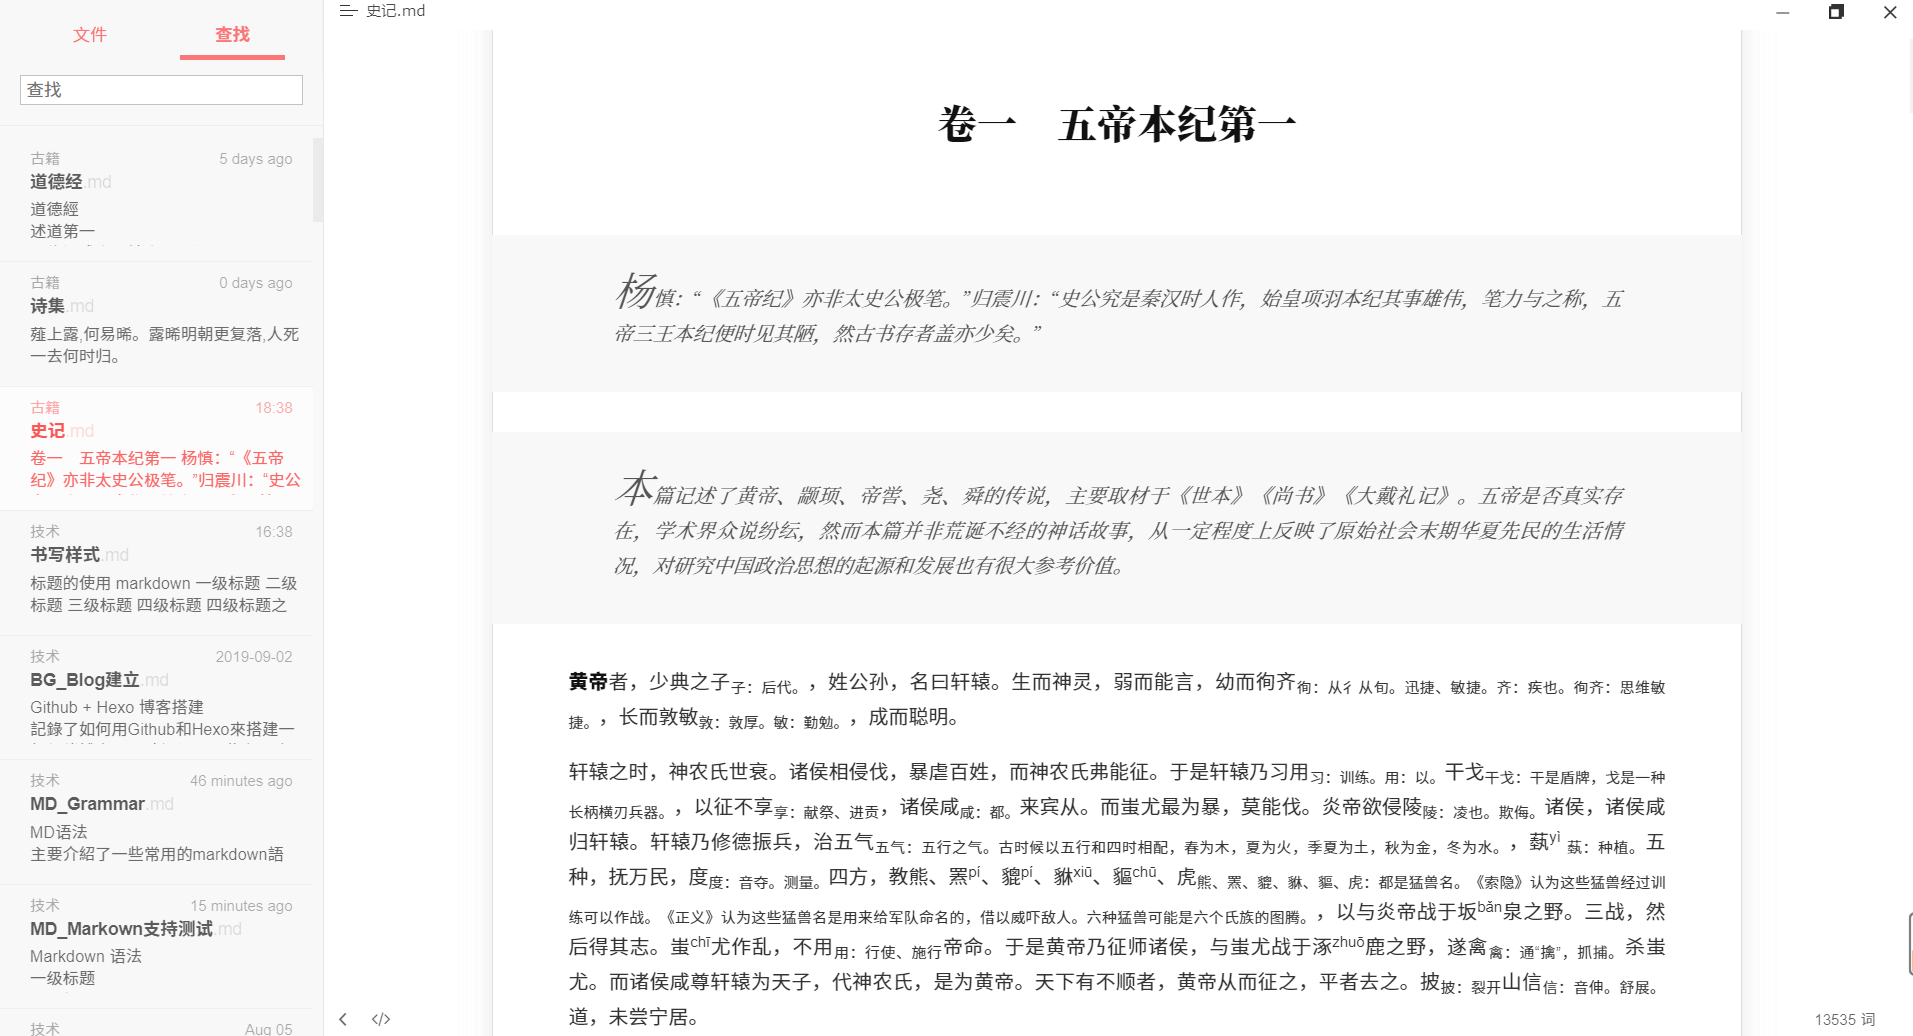 文件
查找
查找
古籍
5 days ago
道德经.md
道德經
述道第一
古籍
0 days ago
诗集.md
薤上露,何易晞。露晞明朝更复落,人死
一去何时归。
古籍
18:38
史记.md
卷一　五帝本纪第一 杨慎：“《五帝
纪》亦非太史公极笔。”归震川：“史公
技术
16:38
书写样式.md
标题的使用 markdown 一级标题 二级
标题 三级标题 四级标题 四级标题之
技术
2019-09-02
BG_Blog建立.md
Github + Hexo 博客搭建
記錄了如何用Github和Hexo來搭建一
技术
46 minutes ago
MD_Grammar.md
MD语法
主要介紹了一些常用的markdown語
技术
15 minutes ago
MD_Markown支持测试.md
Markdown 语法
一级标题
技术
Aug 05
史记.md
卷一　五帝本纪第一
杨慎：“《五帝纪》亦非太史公极笔。”归震川：“史公究是秦汉时人作，始皇项羽本纪其事雄伟，笔力与之称，五
帝三王本纪便时见其陋，然古书存者盖亦少矣。”
本篇记述了黄帝、颛顼、帝喾、尧、舜的传说，主要取材于《世本》《尚书》《大戴礼记》。五帝是否真实存
在，学术界众说纷纭，然而本篇并非荒诞不经的神话故事，从一定程度上反映了原始社会末期华夏先民的生活情
况，对研究中国政治思想的起源和发展也有很大参考价值。
黄帝者，少典之子子：后代。，姓公孙，名曰轩辕。生而神灵，弱而能言，幼而徇齐徇：从彳从旬。迅捷、敏捷。齐：疾也。徇齐：思维敏
捷。，长而敦敏敦：敦厚。敏：勤勉。，成而聪明。
轩辕之时，神农氏世衰。诸侯相侵伐，暴虐百姓，而神农氏弗能征。于是轩辕乃习用习：训练。用：以。干戈干戈：干是盾牌，戈是一种
长柄横刃兵器。，以征不享享：献祭、进贡，诸侯咸咸：都。来宾从。而蚩尤最为暴，莫能伐。炎帝欲侵陵陵：凌也。欺侮。诸侯，诸侯咸
归轩辕。轩辕乃修德振兵，治五气五气：五行之气。古时候以五行和四时相配，春为木，夏为火，季夏为土，秋为金，冬为水。，蓺yì 蓺：种植。五
种，抚万民，度度：音夺。测量。四方，教熊、罴pí、貔pí、貅xiū、貙chū、虎熊、罴、貔、貅、貙、虎：都是猛兽名。《索隐》认为这些猛兽经过训
练可以作战。《正义》认为这些猛兽名是用来给军队命名的，借以威吓敌人。六种猛兽可能是六个氏族的图腾。，以与炎帝战于坂bǎn泉之野。三战，然
后得其志。蚩chī尤作乱，不用用：行使、施行帝命。于是黄帝乃征师诸侯，与蚩尤战于涿zhuō鹿之野，遂禽禽：通“擒”，抓捕。杀蚩
尤。而诸侯咸尊轩辕为天子，代神农氏，是为黄帝。天下有不顺者，黄帝从而征之，平者去之。披披：裂开山信信：音伸。舒展。
道，未尝宁居。
13535 词